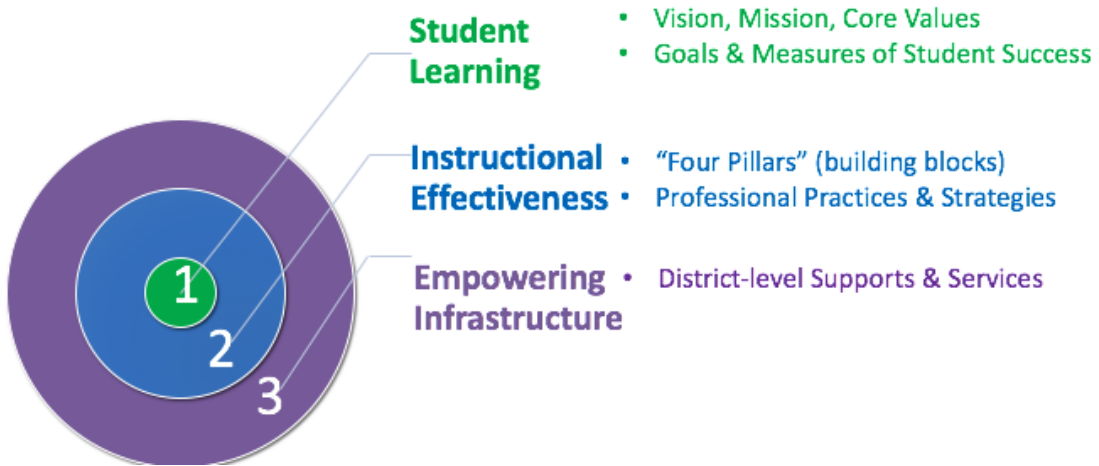 Student
Learning
• Vision, Mission, Core Values
• Goals & Measures of Student Success
Instructional
Effectiveness
• “Four Pillars” (building blocks)
• Professional Practices & Strategies
Empowering
Infrastructure
• District-level Supports & Services
1
2
3